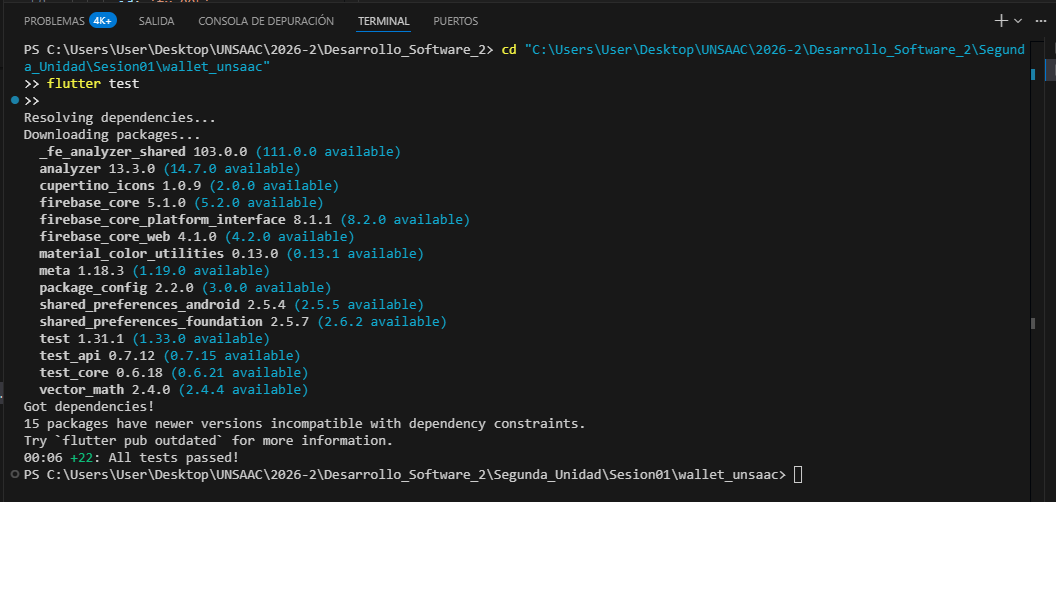 PROBLEMAS 4K+ SALIDA CONSOLA DE DEPURACIÓN TERMINAL PUERTOS
PS C:\Users\User\Desktop\UNSAAC\2026-2\Desarrollo_Software_2> cd "C:\Users\User\Desktop\UNSAAC\2026-2\Desarrollo_Software_2\Segund
a_Unidad\Sesion01\wallet_unsaac"
>> flutter test
>>
Resolving dependencies...
Downloading packages...
_fe_analyzer_shared 103.0.0 (111.0.0 available)
analyzer 13.3.0 (14.7.0 available)
cupertino_icons 1.0.9 (2.0.0 available)
firebase_core 5.1.0 (5.2.0 available)
firebase_core_platform_interface 8.1.1 (8.2.0 available)
firebase_core_web 4.1.0 (4.2.0 available)
material_color_utilities 0.13.0 (0.13.1 available)
meta 1.18.3 (1.19.0 available)
package_config 2.2.0 (3.0.0 available)
shared_preferences_android 2.5.4 (2.5.5 available)
shared_preferences_foundation 2.5.7 (2.6.2 available)
test 1.31.1 (1.33.0 available)
test_api 0.7.12 (0.7.15 available)
test_core 0.6.18 (0.6.21 available)
vector_math 2.4.0 (2.4.4 available)
Got dependencies!
15 packages have newer versions incompatible with dependency constraints.
Try `flutter pub outdated` for more information.
00:06 +22: All tests passed!
PS C:\Users\User\Desktop\UNSAAC\2026-2\Desarrollo_Software_2\Segunda_Unidad\Sesion01\wallet_unsaac>